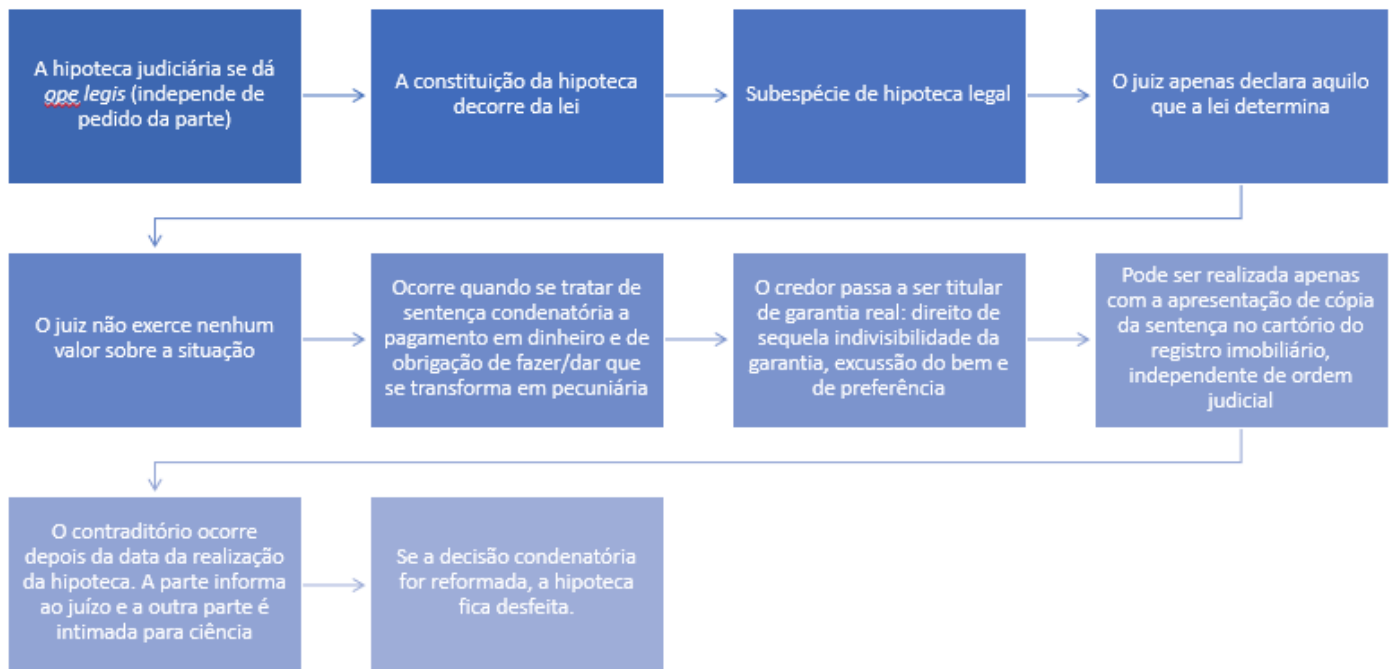 A hipoteca judiciária se dá
ope legis (independe de
pedido da parte)
A constituição da hipoteca
decorre da lei
Subespécie de hipoteca legal
O juiz apenas declara aquilo
que a lei determina
O juiz não exerce nenhum
valor sobre a situação
Ocorre quando se tratar de
sentença condenatória a
pagamento em dinheiro e de
obrigação de fazer/dar que
se transforma em pecuniária
O credor passa a ser titular
de garantia real: direito de
sequela indivisibilidade da
garantia, excussão do bem e
de preferência
Pode ser realizada apenas
com a apresentação de cópia
da sentença no cartório do
registro imobiliário,
independente de ordem
judicial
O contraditório ocorre
depois da data da realização
da hipoteca. A parte informa
ao juízo e a outra parte é
intimada para ciência
Se a decisão condenatória
for reformada, a hipoteca
fica desfeita.